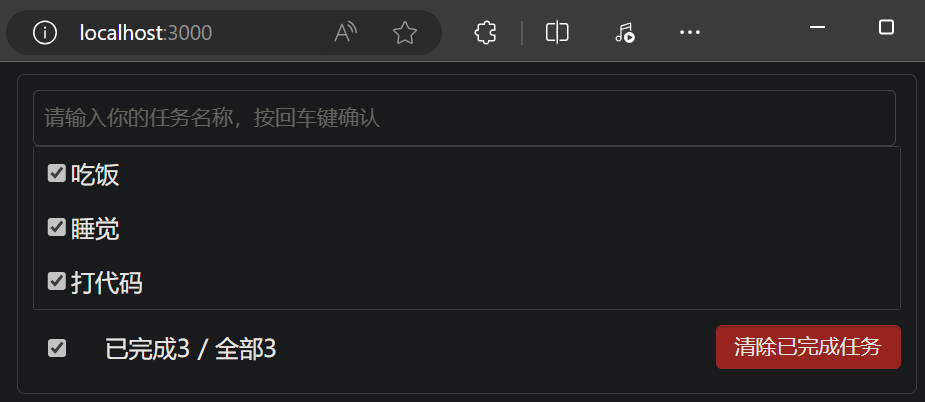 localhost:3000
请输入你的任务名称，按回车键确认
吃饭
睡觉
打代码
已完成3 / 全部3 清除已完成任务